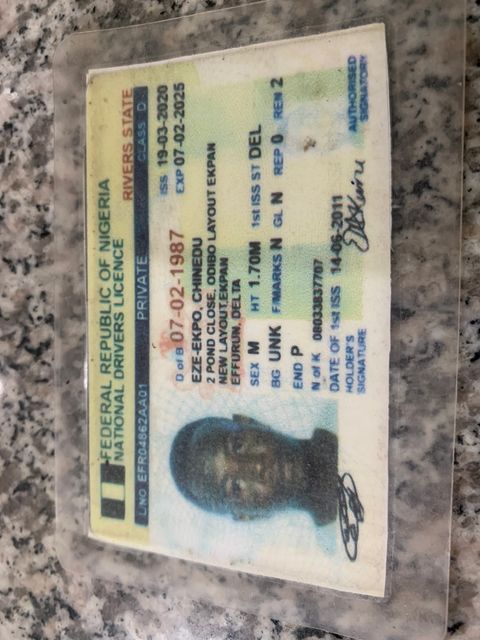 FEDERAL REPUBLIC OF NIGERIA
NATIONAL DRIVERS LICENCE
RIVERS STATE
L/NO EFR04862AA01 PRIVATE CLASS D
ISS 19-03-2020
D of B 07-02-1987 EXP 07-02-2025
EZE-EKPO, CHINEDU
2 POND CLOSE, ODIBO LAYOUT EKPAN
NEW LAYOUT,EKPAN
EFFURUN, DELTA
SEX M HT 1.70M 1st ISS ST DEL
BG UNK F/MARKS N GL N REP 0 REN 2
END P
N of K 08033837707
DATE OF 1st ISS 14-06-2011
HOLDER'S
SIGNATURE
AUTHORISED
SIGNATORY